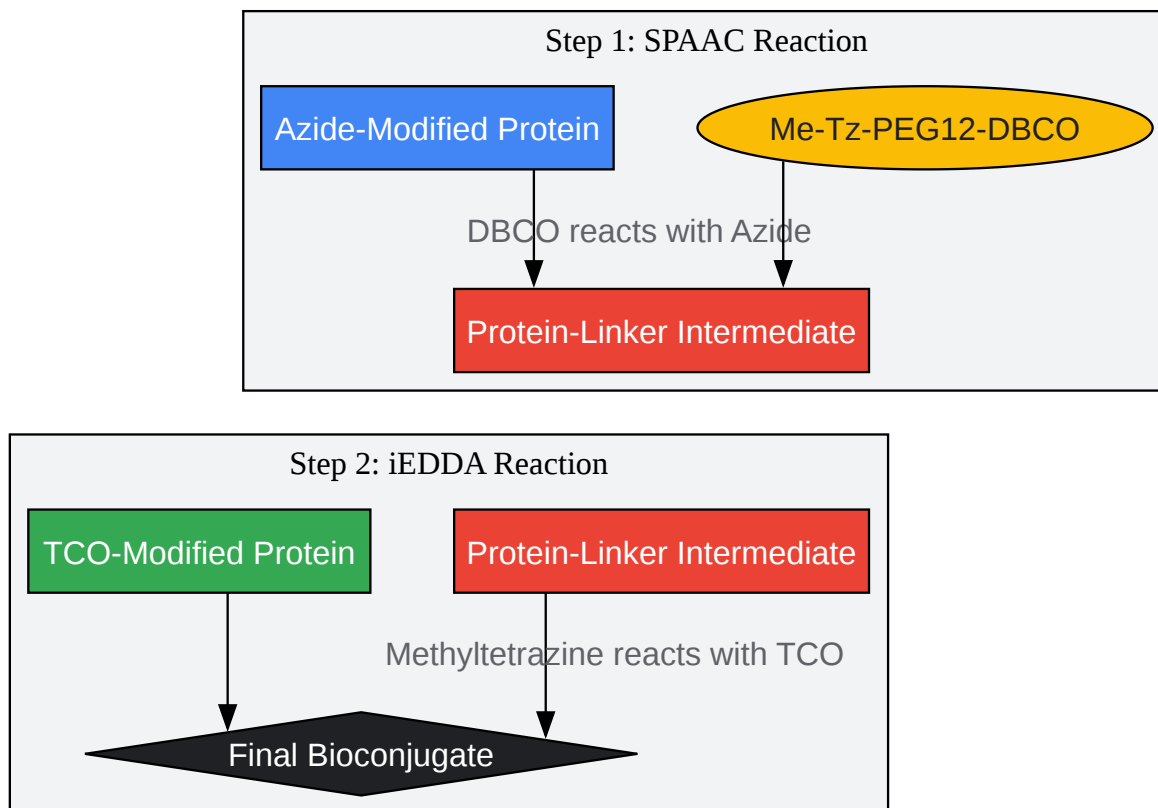 Step 1: SPAAC Reaction
Azide-Modified Protein
Me-Tz-PEG12-DBCO
DBCO reacts with Azide
Protein-Linker Intermediate
Step 2: iEDDA Reaction
TCO-Modified Protein
Protein-Linker Intermediate
Methyltetrazine reacts with TCO
Final Bioconjugate